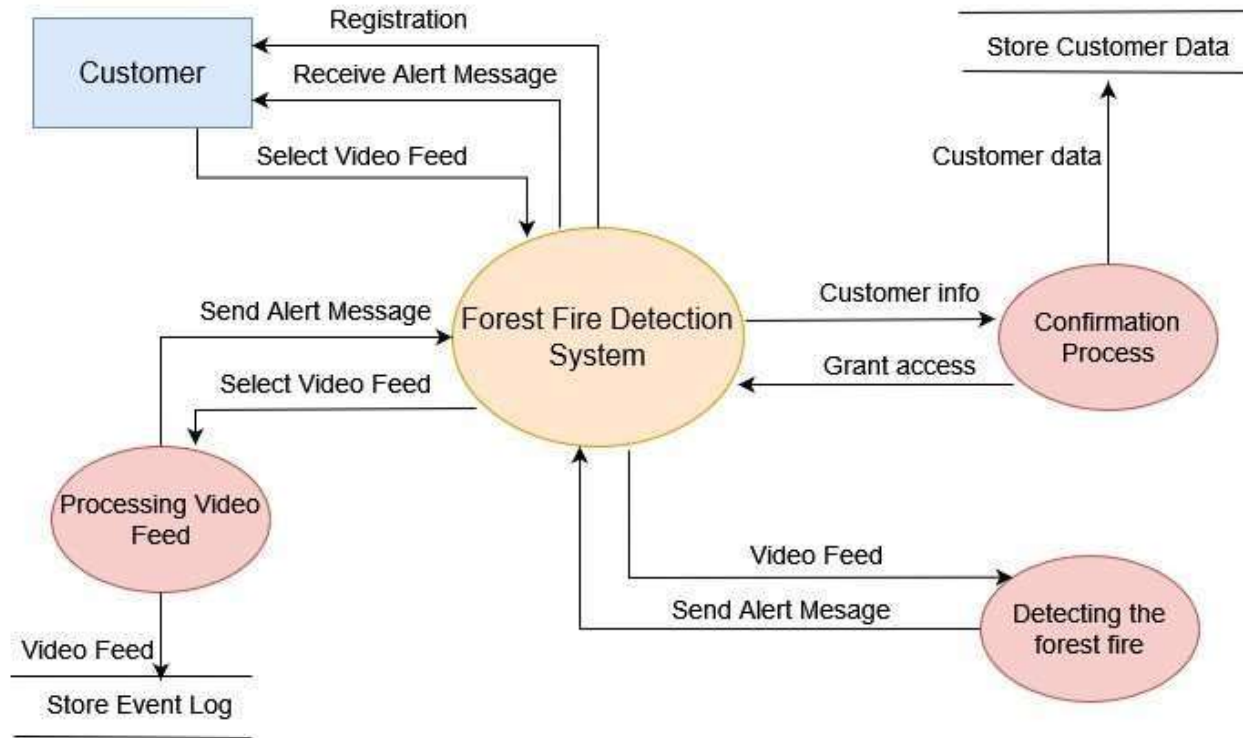 Registration
Customer
Receive Alert Message
Select Video Feed
Store Customer Data
Customer data
Send Alert Message
Select Video Feed
Forest Fire Detection
System
Customer info
Grant access
Confirmation
Process
Processing Video
Feed
Video Feed
Store Event Log
Video Feed
Send Alert Mesage
Detecting the
forest fire